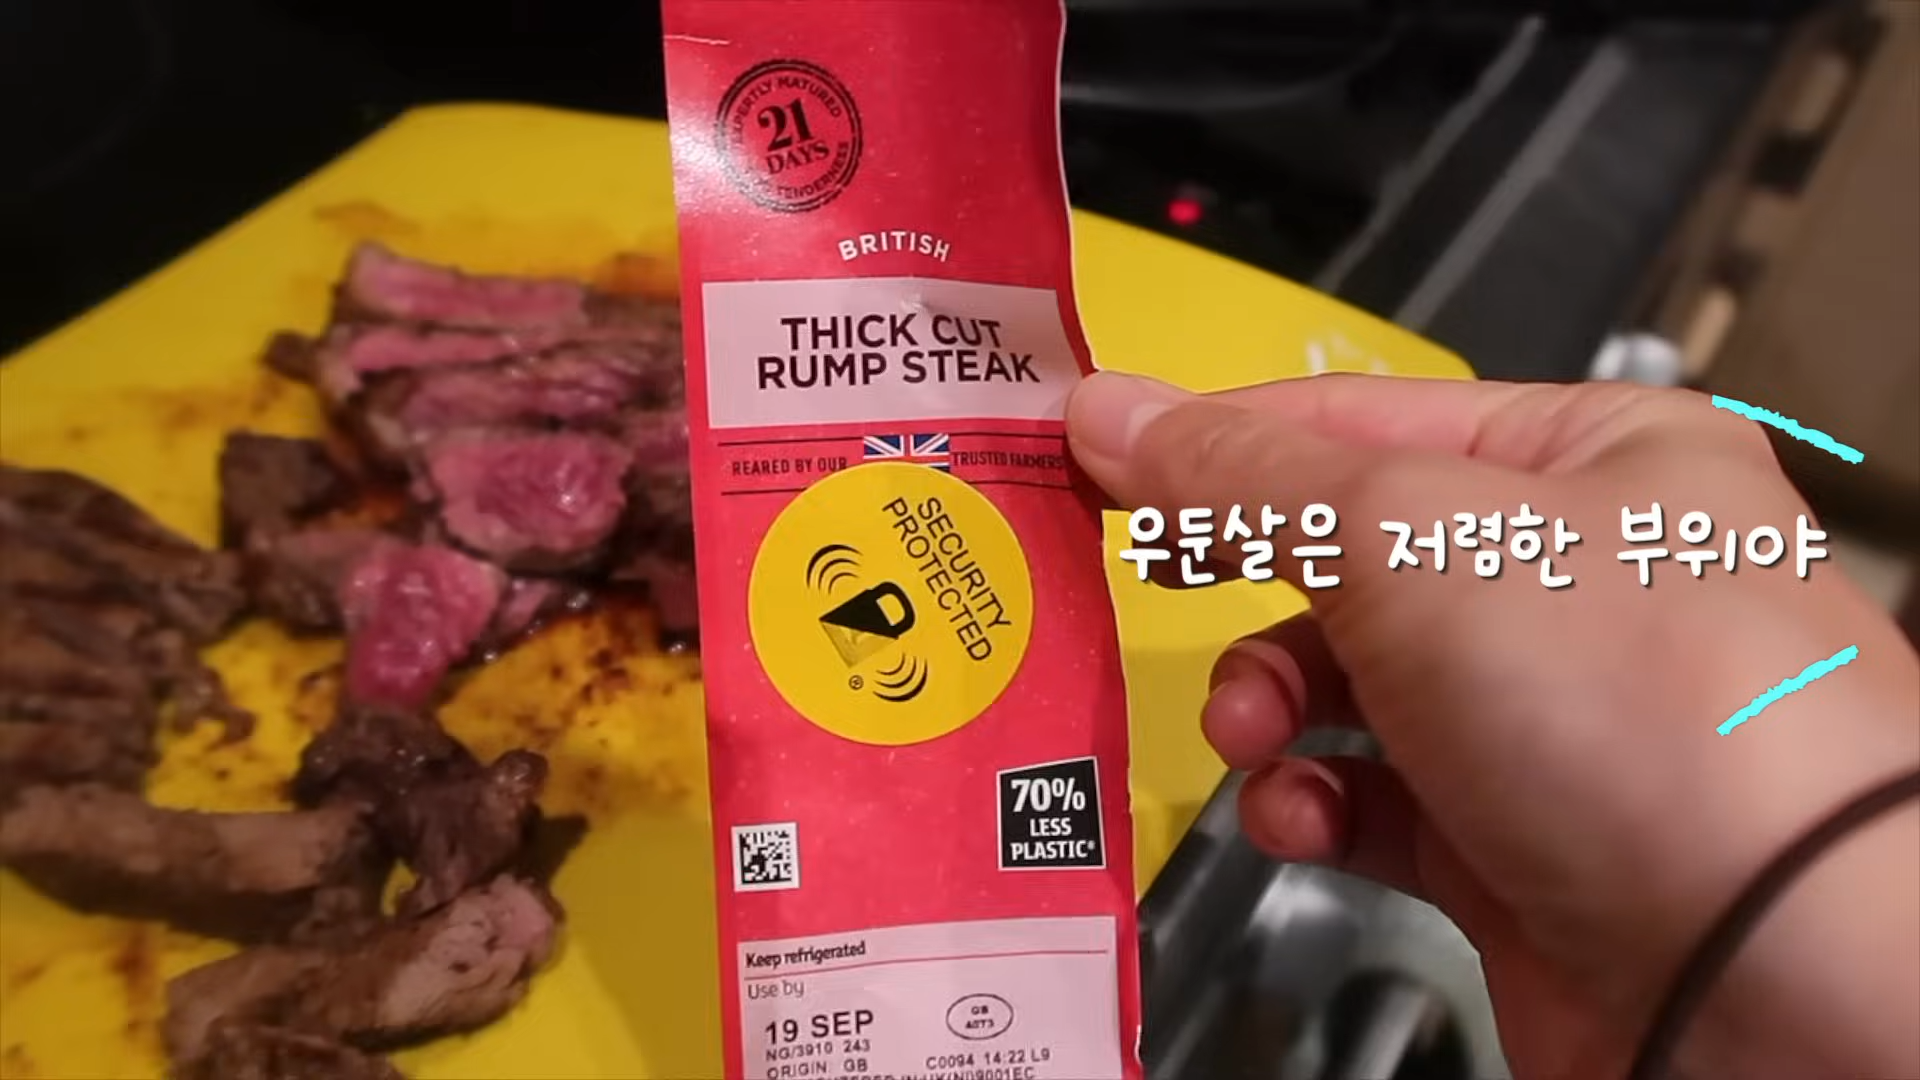 EXPERTLY MATURED
21
DAYS
TENDERNESS
BRITISH
THICK CUT
RUMP STEAK
REARED BY OUR TRUSTED FARMERS
SECURITY
PROTECTED
®
우둔살은 저렴한 부위야
70%
LESS
PLASTIC*
Keep refrigerated
Use by
19 SEP
GB
NG/3910 243
C0094 14:22 L9
ORIGIN GB